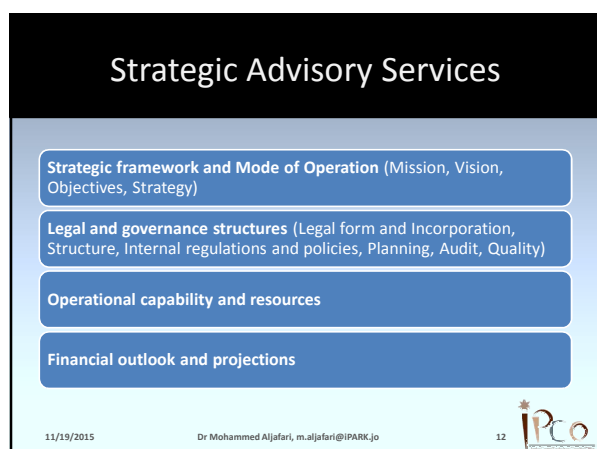 Strategic Advisory Services
Strategic framework and Mode of Operation (Mission, Vision,
Objectives, Strategy)
Legal and governance structures (Legal form and Incorporation,
Structure, Internal regulations and policies, Planning, Audit, Quality)
Operational capability and resources
Financial outlook and projections
11/19/2015 Dr Mohammed Aljafari, m.aljafari@iPARK.jo 12
iPco